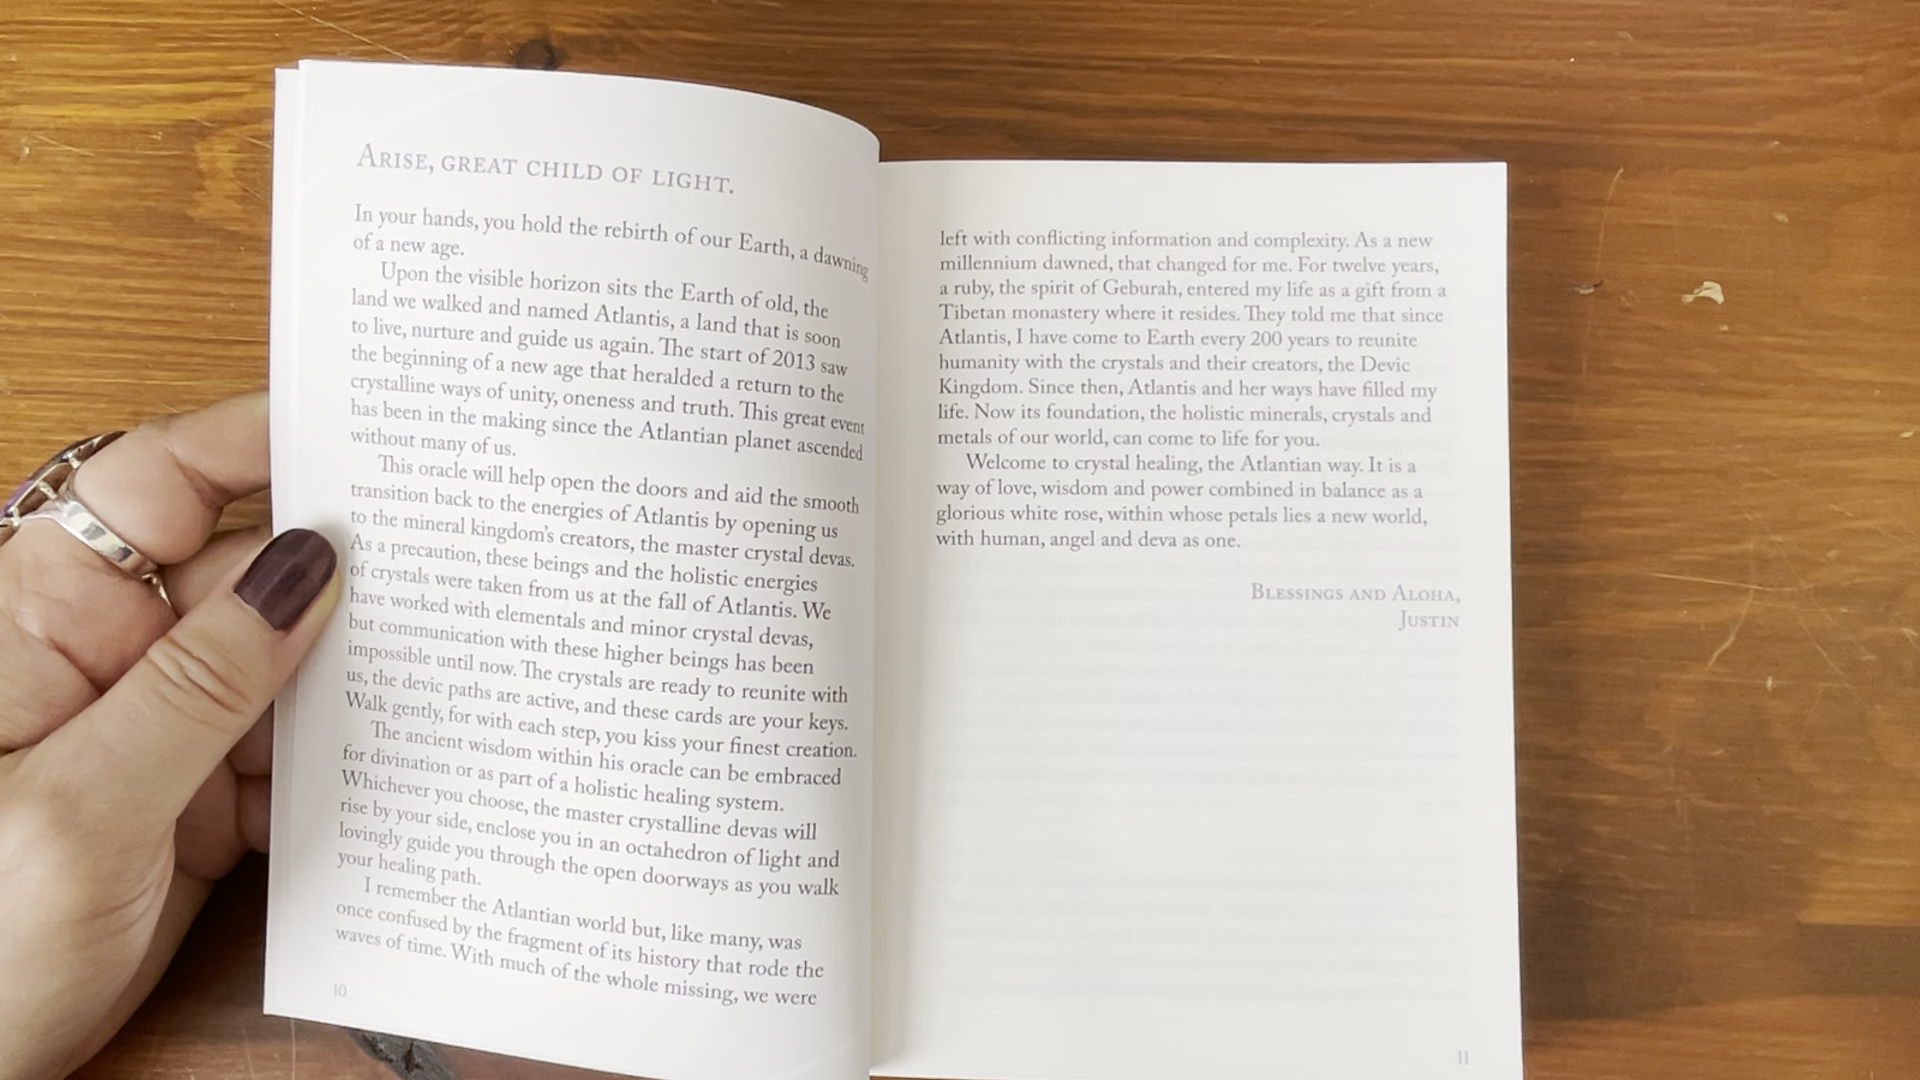 Arise, great child of light.
In your hands, you hold the rebirth of our Earth, a dawning
of a new age.
Upon the visible horizon sits the Earth of old, the
land we walked and named Atlantis, a land that is soon
to live, nurture and guide us again. The start of 2013 saw
the beginning of a new age that heralded a return to the
crystalline ways of unity, oneness and truth. This great event
has been in the making since the Atlantian planet ascended
without many of us.
This oracle will help open the doors and aid the smooth
transition back to the energies of Atlantis by opening us
to the mineral kingdom's creators, the master crystal devas.
As a precaution, these beings and the holistic energies
of crystals were taken from us at the fall of Atlantis. We
have worked with elementals and minor crystal devas,
but communication with these higher beings has been
impossible until now. The crystals are ready to reunite with
us, the devic paths are active, and these cards are your keys.
Walk gently, for with each step, you kiss your finest creation.
The ancient wisdom within his oracle can be embraced
for divination or as part of a holistic healing system.
Whichever you choose, the master crystalline devas will
rise by your side, enclose you in an octahedron of light and
lovingly guide you through the open doorways as you walk
your healing path.
I remember the Atlantian world but, like many, was
once confused by the fragment of its history that rode the
waves of time. With much of the whole missing, we were
10
left with conflicting information and complexity. As a new
millennium dawned, that changed for me. For twelve years,
a ruby, the spirit of Geburah, entered my life as a gift from a
Tibetan monastery where it resides. They told me that since
Atlantis, I have come to Earth every 200 years to reunite
humanity with the crystals and their creators, the Devic
Kingdom. Since then, Atlantis and her ways have filled my
life. Now its foundation, the holistic minerals, crystals and
metals of our world, can come to life for you.
Welcome to crystal healing, the Atlantian way. It is a
way of love, wisdom and power combined in balance as a
glorious white rose, within whose petals lies a new world,
with human, angel and deva as one.
Blessings and Aloha,
Justin
11